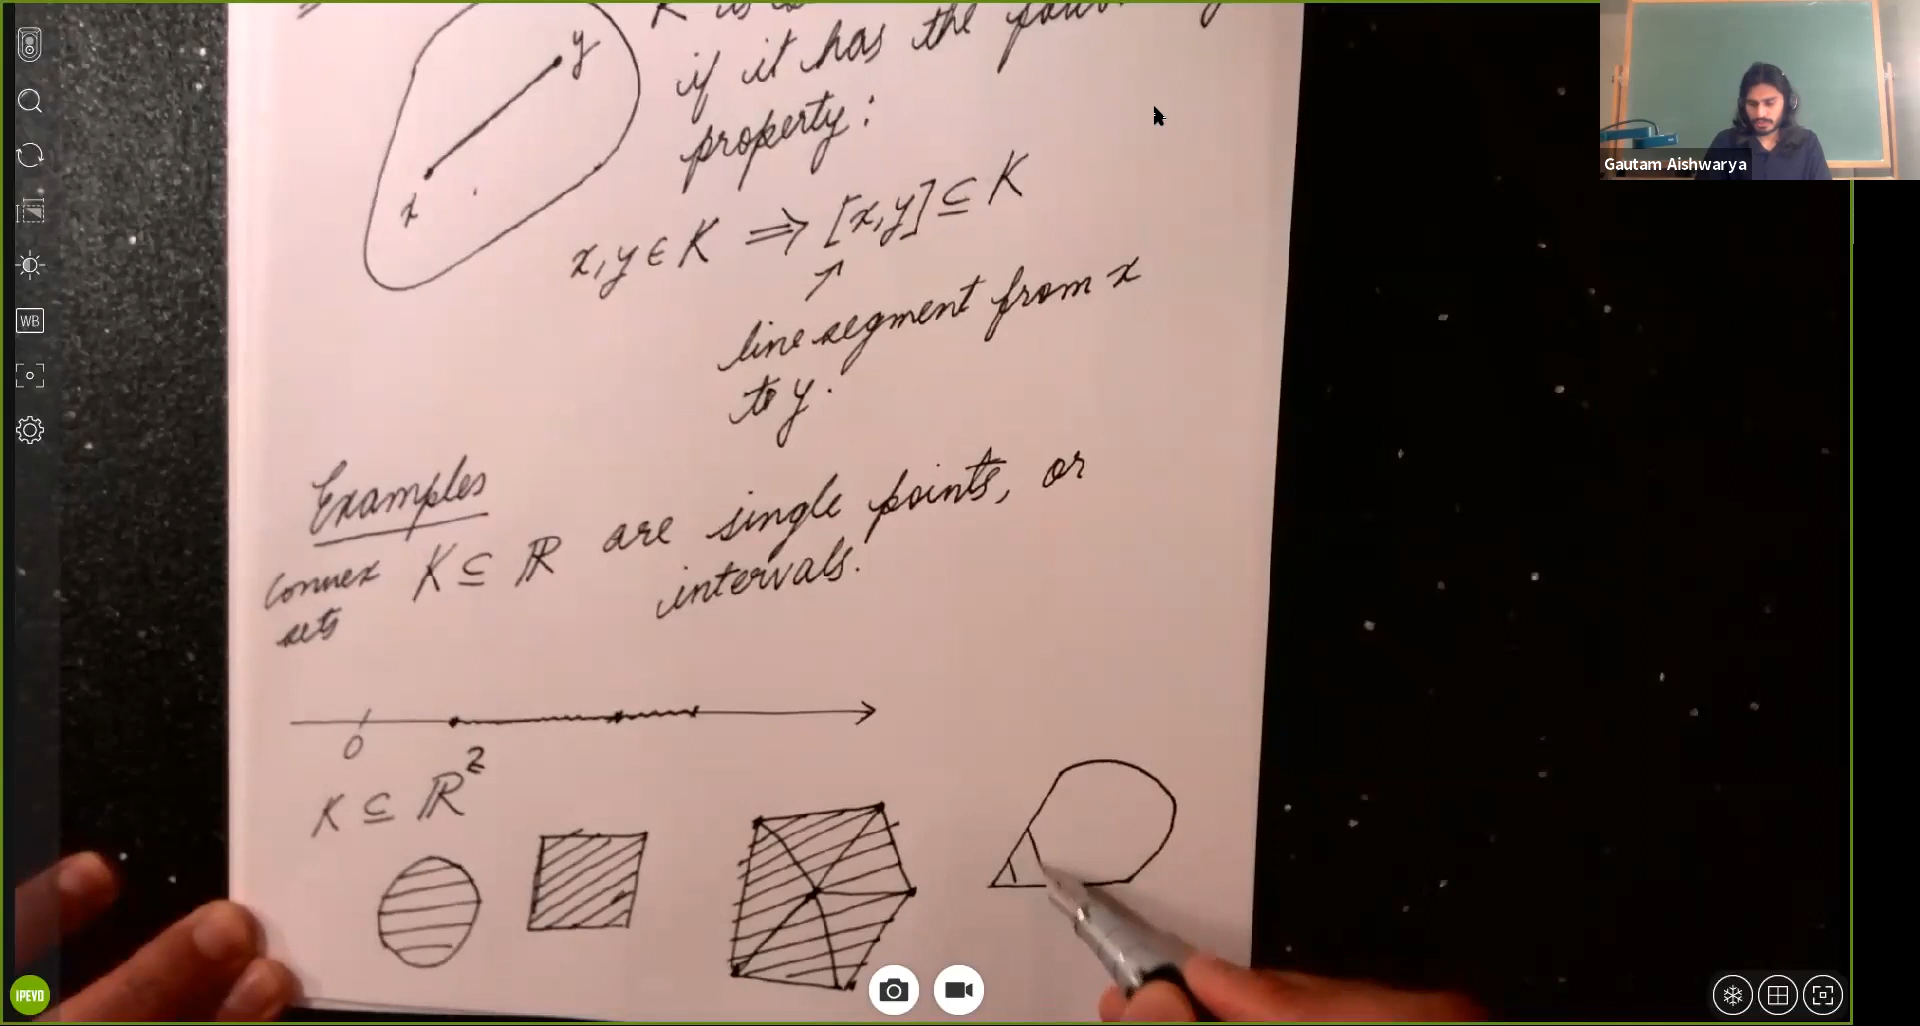 y
if it has the
property:
x
x, y ∈ K ⇒ [x,y] ⊆ K
line segment from x
to y.
Examples
convex sets K ⊆ ℝ are single points, or
intervals.
0
K ⊆ ℝ²
Gautam Aishwarya
WB
IPEVO